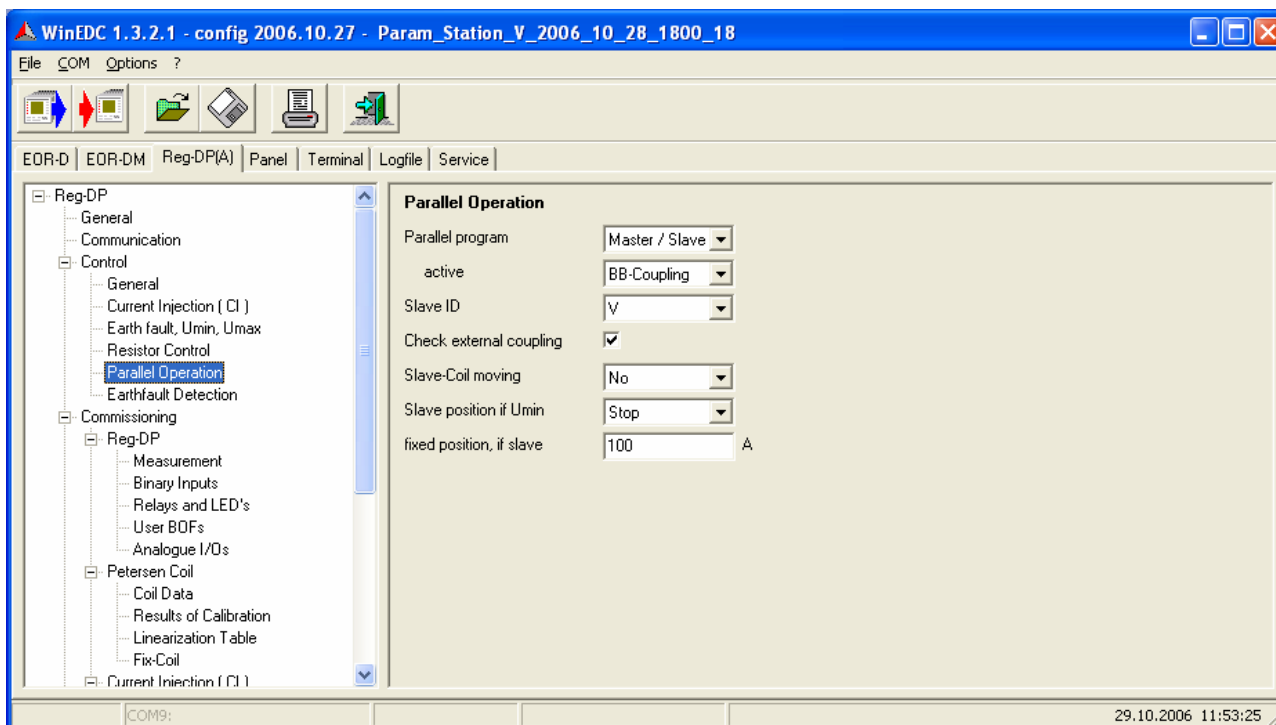 WinEDC 1.3.2.1 - config 2006.10.27 - Param_Station_V_2006_10_28_1800_18
File COM Options ?
EOR-D EOR-DM Reg-DP(A) Panel Terminal Logfile Service
Reg-DP
General
Communication
Control
General
Current Injection ( CI )
Earth fault, Umin, Umax
Resistor Control
Parallel Operation
Earthfault Detection
Commissioning
Reg-DP
Measurement
Binary Inputs
Relays and LED's
User BOFs
Analogue I/Os
Petersen Coil
Coil Data
Results of Calibration
Linearization Table
Fix-Coil
Current Injection ( CI )
Parallel Operation
Parallel program Master / Slave
active BB-Coupling
Slave ID V
Check external coupling
Slave-Coil moving No
Slave position if Umin Stop
fixed position, if slave 100 A
COM9: 29.10.2006 11:53:25